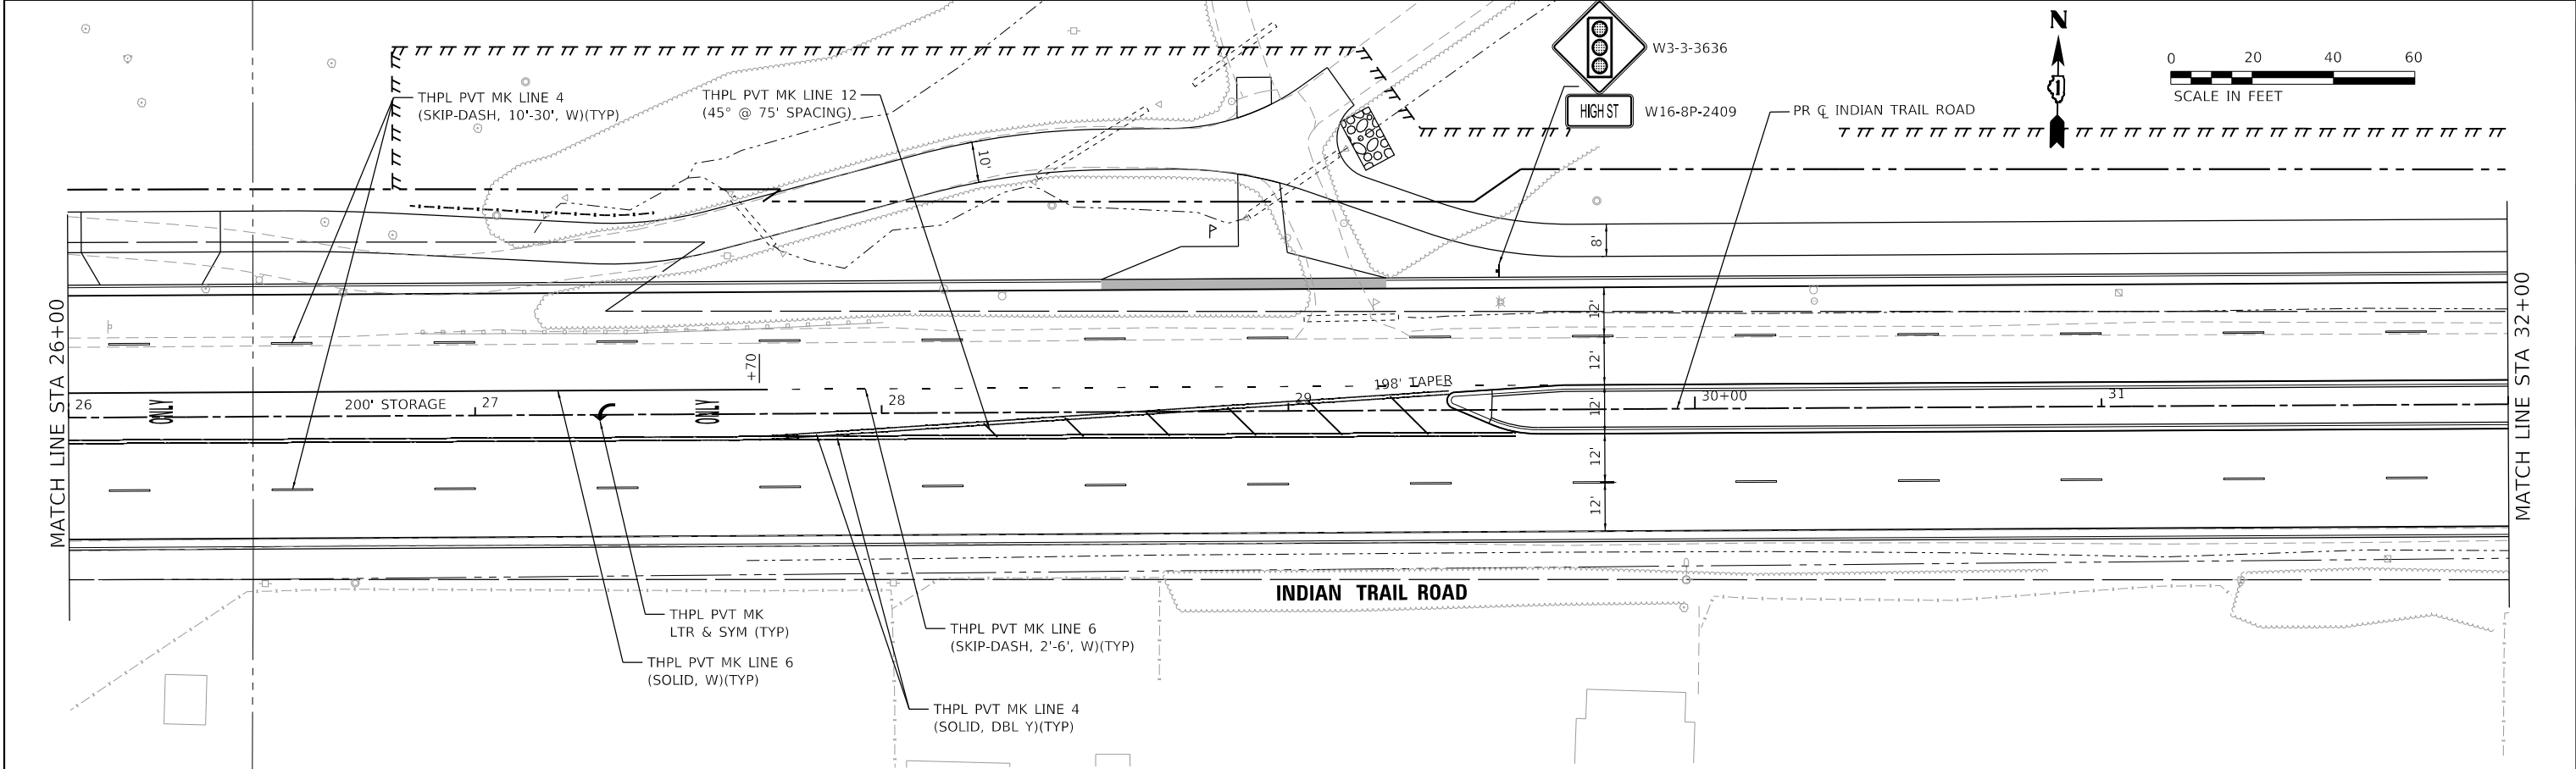 W3-3-3636
HIGH ST
W16-8P-2409
N
1
0 20 40 60
SCALE IN FEET
THPL PVT MK LINE 4
(SKIP-DASH, 10'-30', W)(TYP)
THPL PVT MK LINE 12
(45° @ 75' SPACING)
PR ℄ INDIAN TRAIL ROAD
10'
8'
P
12'
12'
12'
12'
12'
MATCH LINE STA 26+00
MATCH LINE STA 32+00
+70
198' TAPER
26
ONLY
200' STORAGE
27
ONLY
28
29
30+00
31
INDIAN TRAIL ROAD
THPL PVT MK
LTR & SYM (TYP)
THPL PVT MK LINE 6
(SOLID, W)(TYP)
THPL PVT MK LINE 6
(SKIP-DASH, 2'-6', W)(TYP)
THPL PVT MK LINE 4
(SOLID, DBL Y)(TYP)